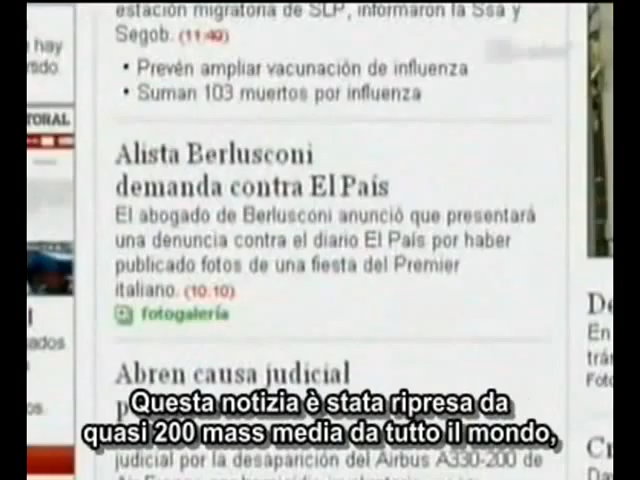 estación migratoria de SLP, informaron la Ssa y
Segob. (11:40)
• Prevén ampliar vacunación de influenza
• Suman 103 muertos por influenza
hay
TORAL
Alista Berlusconi
demanda contra El País
El abogado de Berlusconi anunció que presentará
una denuncia contra el diario El País por haber
publicado fotos de una fiesta del Premier
italiano. (10:10)
fotogalería
Abren causa judicial
judicial por la desaparición del Airbus A330-200 de
ados
os.
De
En
trán
Foto
Cr
Questa notizia è stata ripresa da
quasi 200 mass media da tutto il mondo,